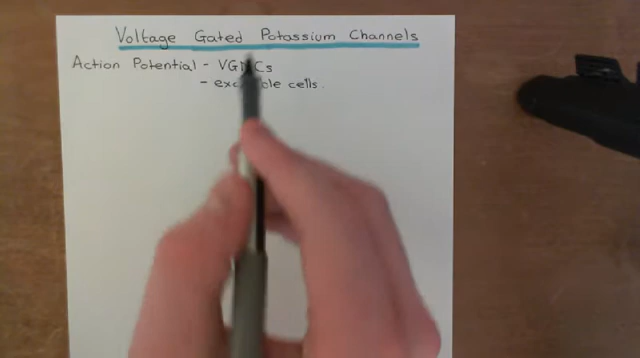 Voltage Gated Potassium Channels
Action Potential -
- cells.